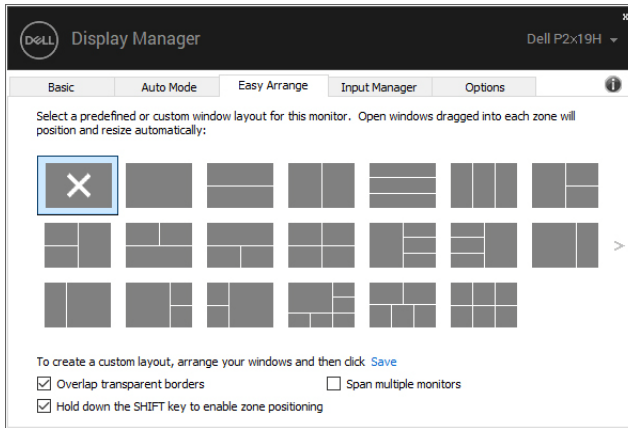 x
DELL Display Manager Dell P2x19H
Basic Auto Mode Easy Arrange Input Manager Options
Select a predefined or custom window layout for this monitor. Open windows dragged into each zone will
position and resize automatically:
To create a custom layout, arrange your windows and then click Save
Overlap transparent borders Span multiple monitors
Hold down the SHIFT key to enable zone positioning